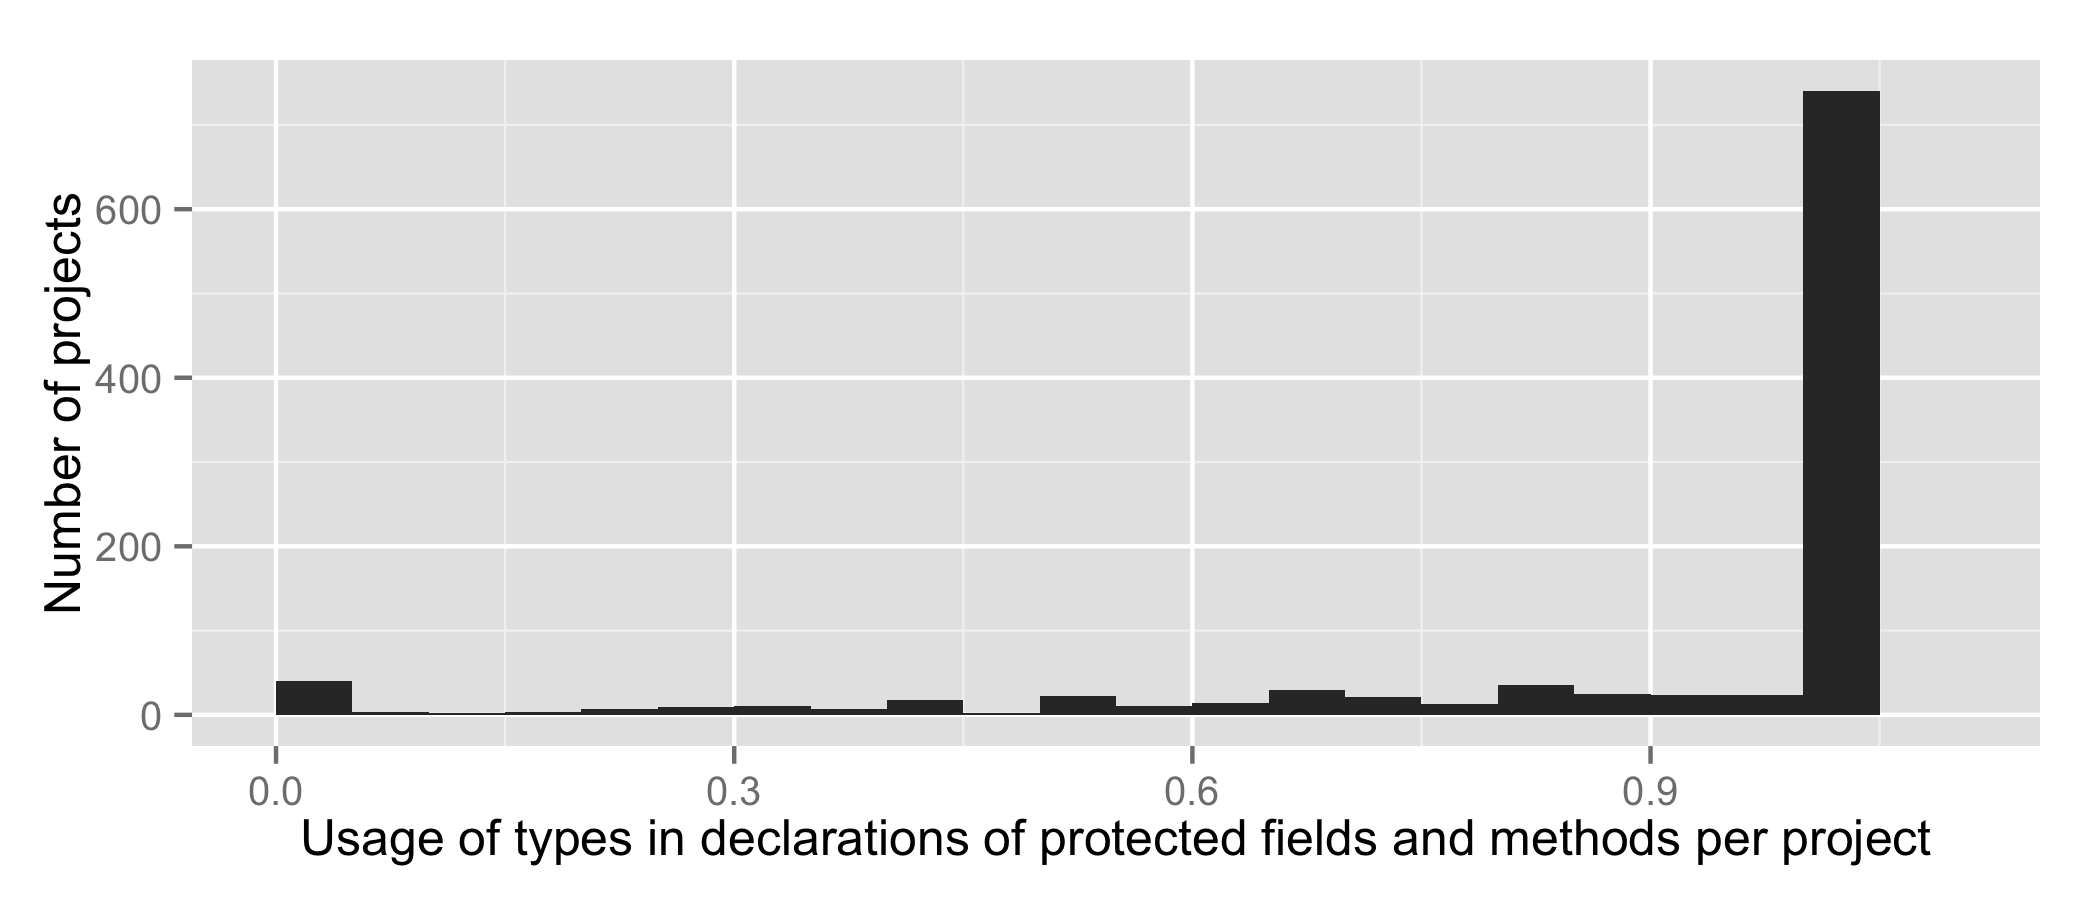 Number of projects
600
400
200
0
0.0 0.3 0.6 0.9
Usage of types in declarations of protected fields and methods per project